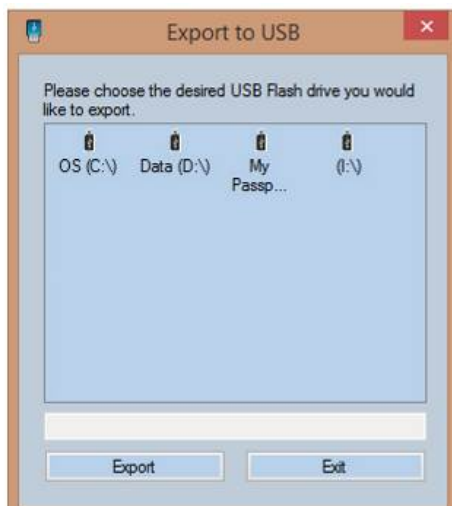 Export to USB
Please choose the desired USB Flash drive you would
like to export.
OS (C:\) Data (D:\) My Passp... (I:\)
Export Exit